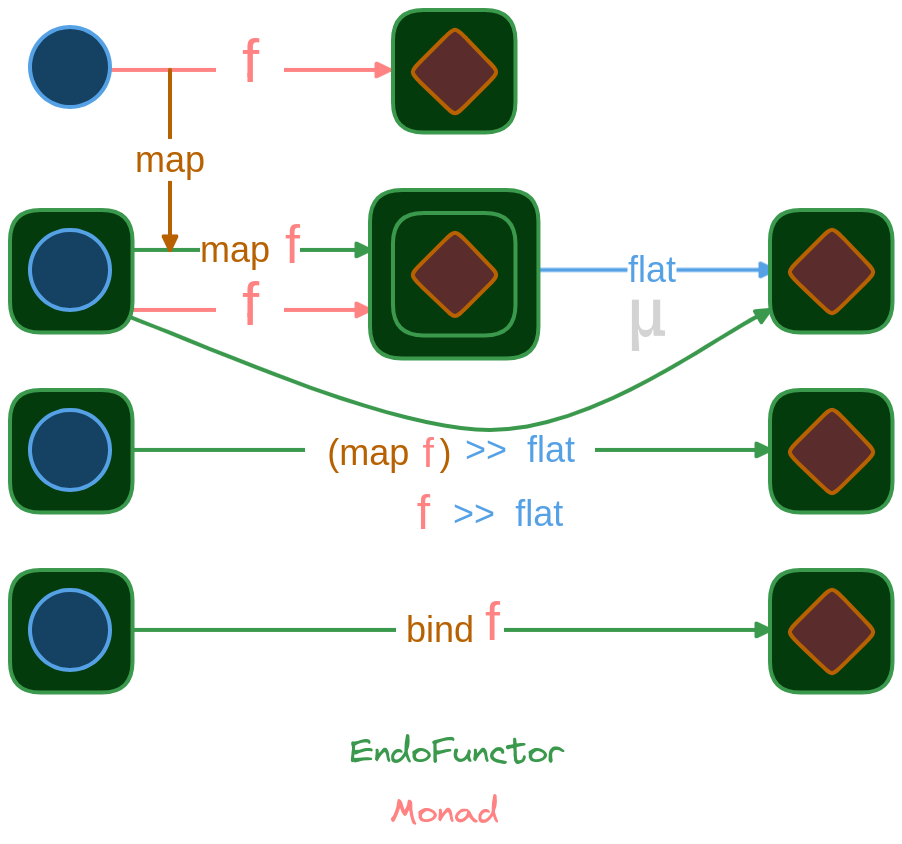 f
map
map f
f
flat
μ
(map f) >> flat
f >> flat
bind f
EndoFunctor
Monad